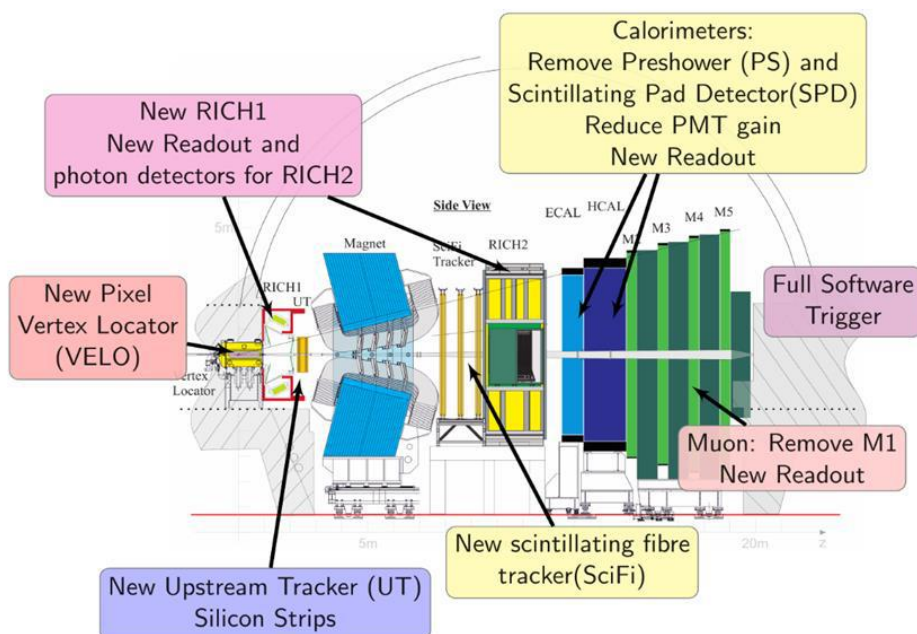 Calorimeters:
Remove Preshower (PS) and
Scintillating Pad Detector(SPD)
Reduce PMT gain
New Readout
New RICH1
New Readout and
photon detectors for RICH2
Side View
ECAL
HCAL
M2
M3
M4
M5
5m
Magnet
SciFi
Tracker
RICH2
RICH1
UT
New Pixel
Vertex Locator
(VELO)
Full Software
Trigger
Vertex
Locator
Muon: Remove M1
New Readout
5m
20m
z
New scintillating fibre
tracker(SciFi)
New Upstream Tracker (UT)
Silicon Strips